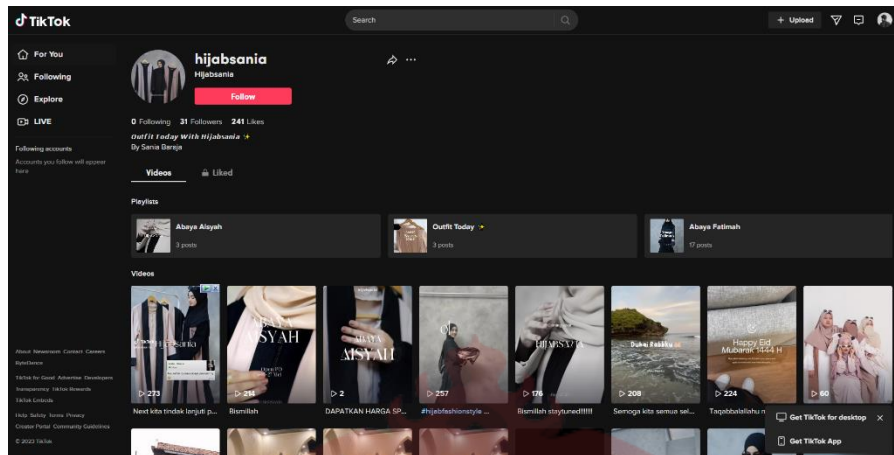 TikTok
Search
+ Upload
For You
Following
Explore
LIVE
Following accounts
Accounts you follow will appear
here
hijabsania
Hijabsania
Follow
0 Following 31 Followers 241 Likes
Outfit Today With Hijabsania ✨
By Sania Baraja
Videos Liked
Playlists
Abaya Aisyah
3 posts
Outfit Today ✨
3 posts
Abaya Fatimah
17 posts
Videos
ABAYA
AISYAH
HIJABSANIA
Happy Eid
Mubarak 1444 H
273
214
2
257
176
208
224
60
Next kita tidak lanjuti p...
Bismillah
DAPATKAN HARGA SP...
#hijabfashionstyle ...
Bismillah staytuned!!!!!!
Semoga kita semua sel...
Taqabbalallahu
About Newsroom Contact Careers
ByteDance
TikTok for Good Advertise Developers
Transparency TikTok Rewards
TikTok Embeds
Help Safety Terms Privacy
Creator Portal Community Guidelines
© 2023 TikTok
Get TikTok for desktop
Get TikTok App